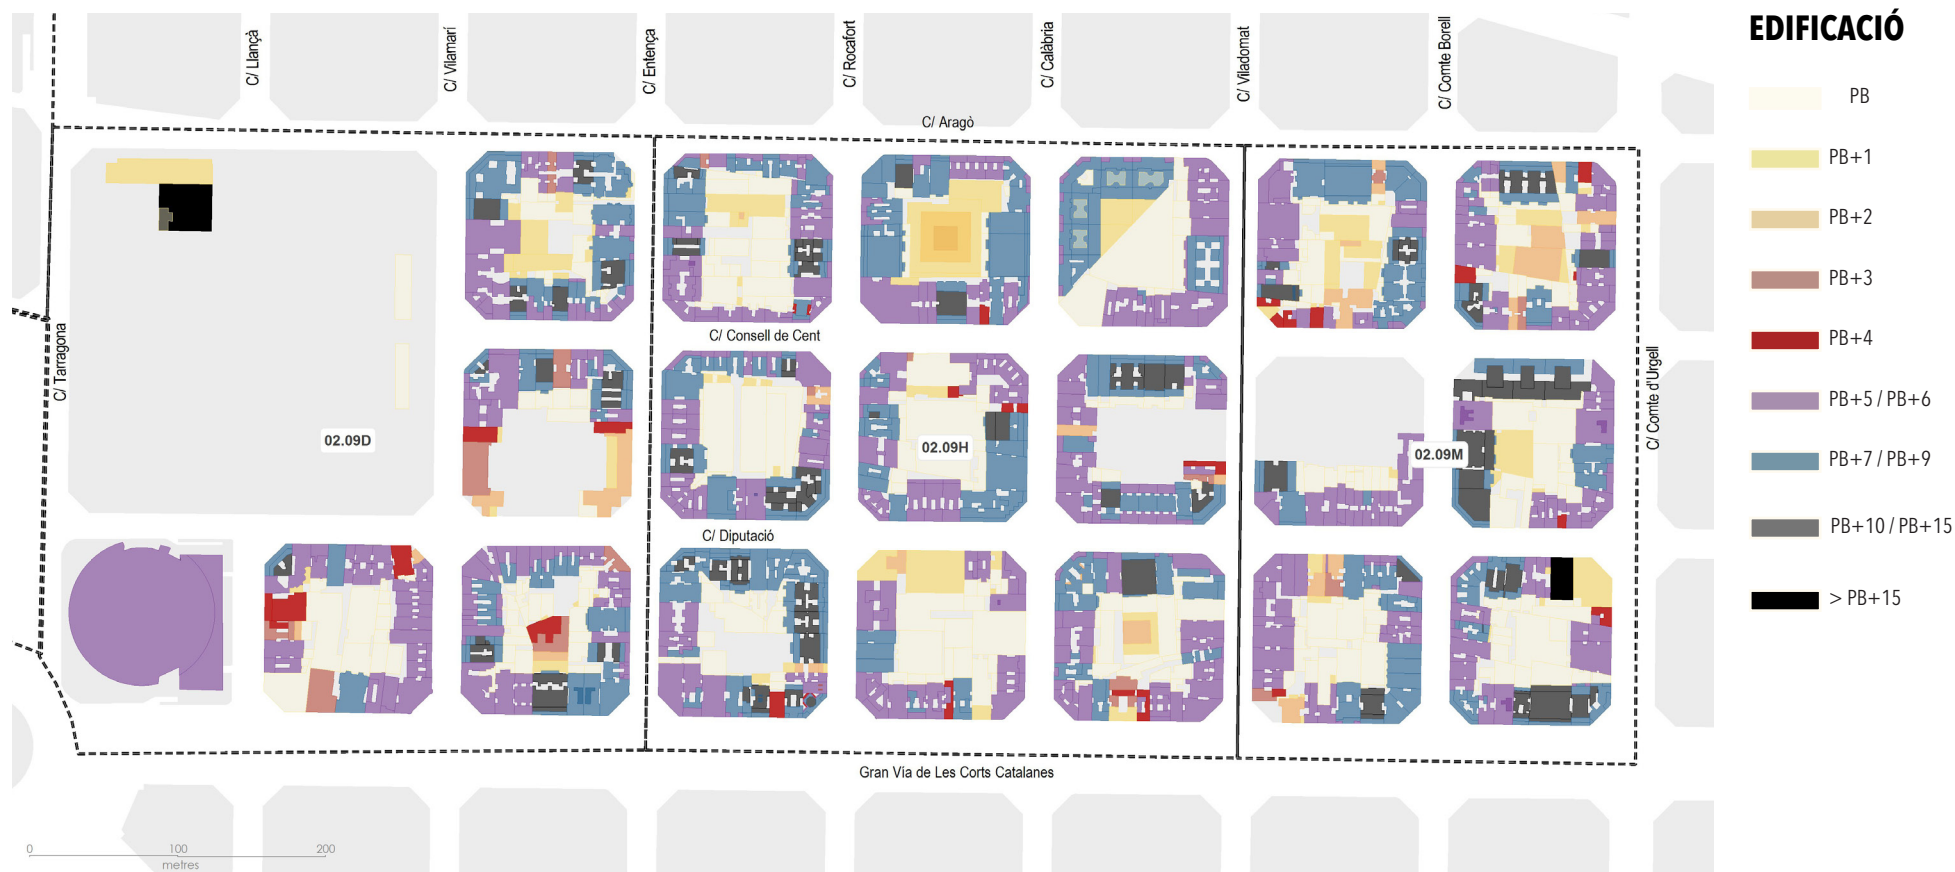 EDIFICACIÓ
PB
PB+1
PB+2
PB+3
PB+4
PB+5 / PB+6
PB+7 / PB+9
PB+10 / PB+15
> PB+15
C/ Llançà
C/ Vilamarí
C/ Entença
C/ Rocafort
C/ Calàbria
C/ Viladomat
C/ Comte Borell
C/ Aragò
C/ Consell de Cent
C/ Tarragona
C/ Comte d'Urgell
02.09D
02.09H
02.09M
C/ Diputació
Gran Vía de Les Corts Catalanes
0 100 200
metres